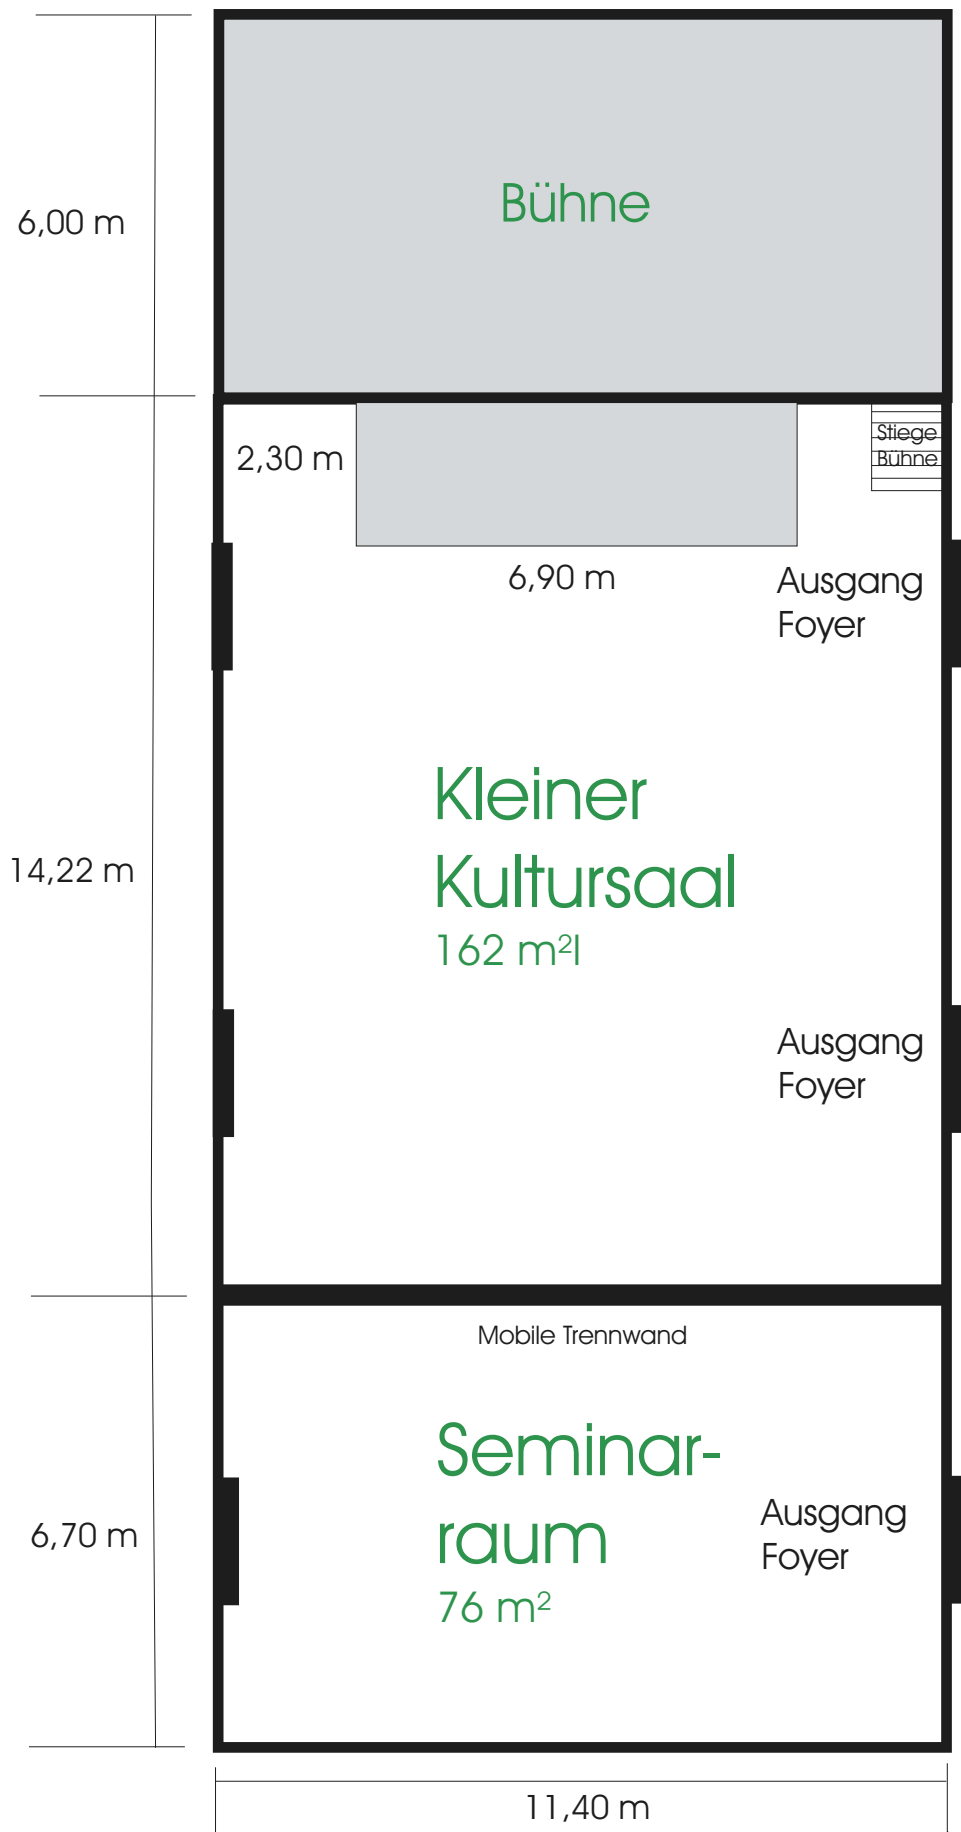 Bühne
6,00 m
Stiege
Bühne
2,30 m
6,90 m
Ausgang
Foyer
Kleiner
Kultursaal
162 m²l
14,22 m
Ausgang
Foyer
Mobile Trennwand
Seminar-
raum
76 m²
Ausgang
Foyer
6,70 m
11,40 m